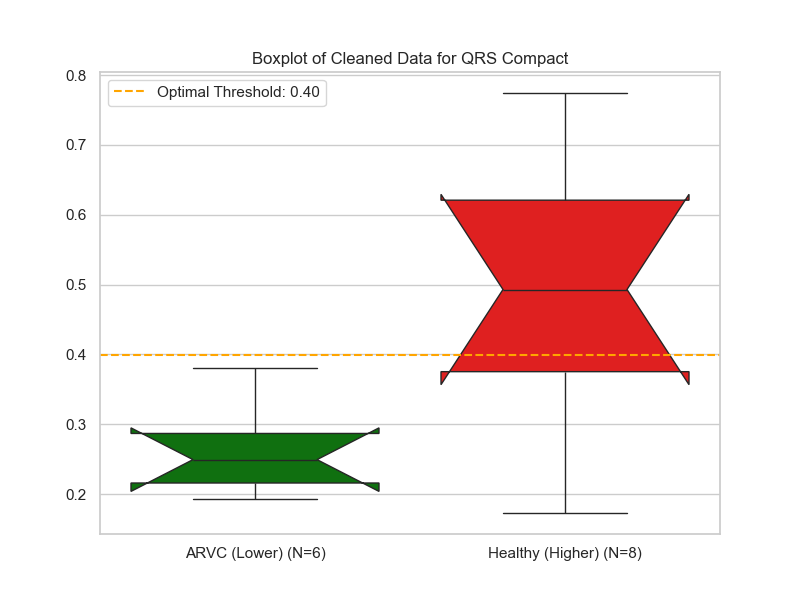 Boxplot of Cleaned Data for QRS Compact
Optimal Threshold: 0.40
0.8
0.7
0.6
0.5
0.4
0.3
0.2
ARVC (Lower) (N=6)
Healthy (Higher) (N=8)